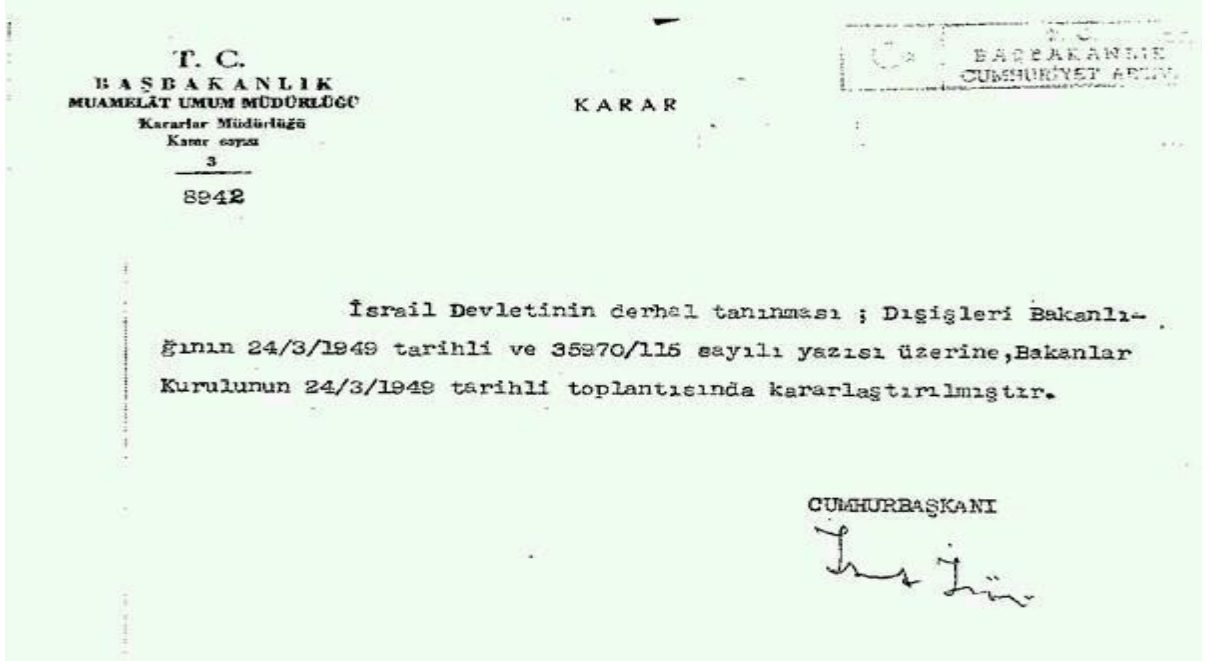 T. C.
BAŞBAKANLIK
MUAMELÂT UMUM MÜDÜRLÜĞÜ
Kararlar Müdürlüğü
Karar sayısı
3
8942
KARAR
T. C.
BAŞBAKANLIK
CUMHURİYET ARŞİVİ
İsrail Devletinin derhal tanınması ; Dışişleri Bakanlı-
ğının 24/3/1949 tarihli ve 35970/115 sayılı yazısı üzerine,Bakanlar
Kurulunun 24/3/1949 tarihli toplantısında kararlaştırılmıştır.
CUMHURBAŞKANI